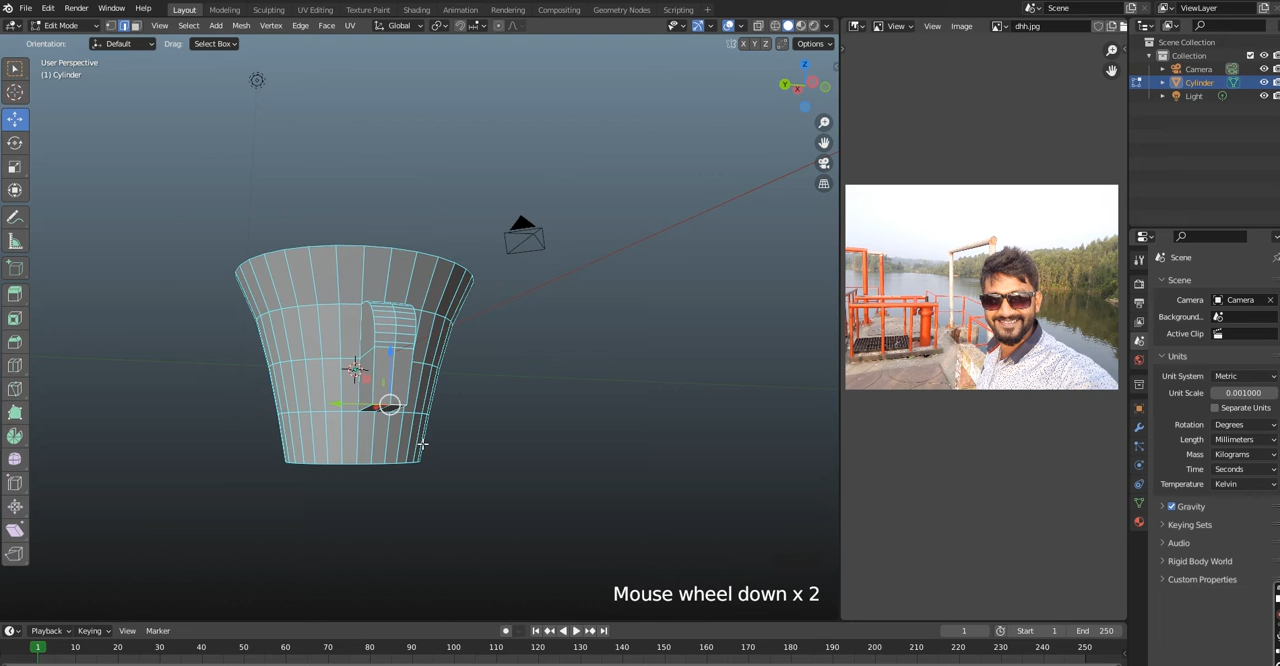 File Edit Render Window Help Layout Modeling Sculpting UV Editing Texture Paint Shading Animation Rendering Compositing Geometry Nodes Scripting + Scene ViewLayer
Edit Mode View Select Add Mesh Vertex Edge Face UV Global View View Image dhh.jpg
Orientation: Default Drag: Select Box X Y Z Options
User Perspective
(1) Cylinder
Z
Y
X
Scene Collection
Collection
Camera
Cylinder
Light
Scene
Scene
Camera Camera
Background...
Active Clip
Units
Unit System Metric
Unit Scale 0.001000
Separate Units
Rotation Degrees
Length Millimeters
Mass Kilograms
Time Seconds
Temperature Kelvin
Gravity
Keying Sets
Audio
Rigid Body World
Custom Properties
Mouse wheel down x 2
Playback Keying View Marker 1 Start 1 End 250
1 10 20 30 40 50 60 70 80 90 100 110 120 130 140 150 160 170 180 190 200 210 220 230 240 250